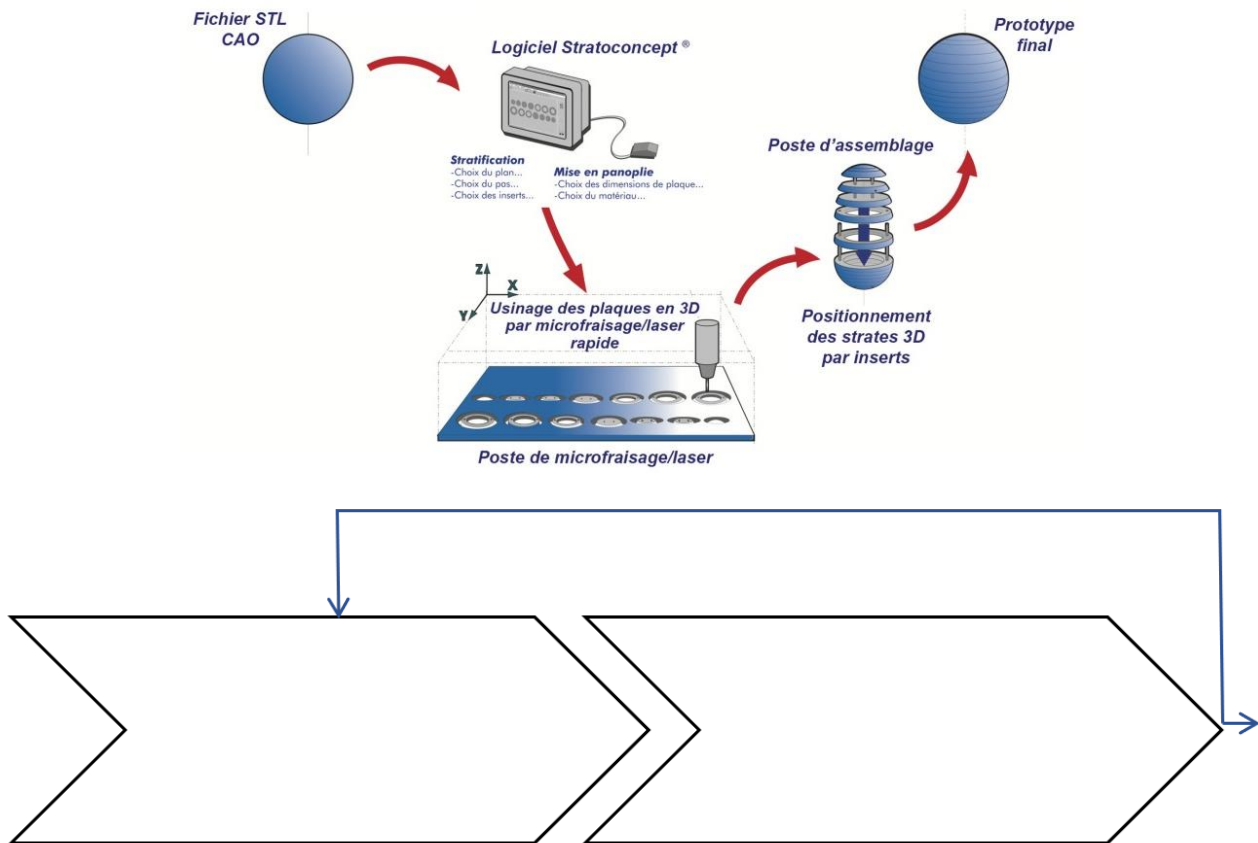 Fichier STL
CAO
Logiciel Stratoconcept ®
Prototype
final
Stratification
-Choix du plan...
-Choix du pas...
-Choix des inserts...
Mise en panoplie
-Choix des dimensions de plaque...
-Choix du matériau...
Poste d'assemblage
Z
X
Y
Usinage des plaques en 3D
par microfraisage/laser
rapide
Positionnement
des strates 3D
par inserts
Poste de microfraisage/laser